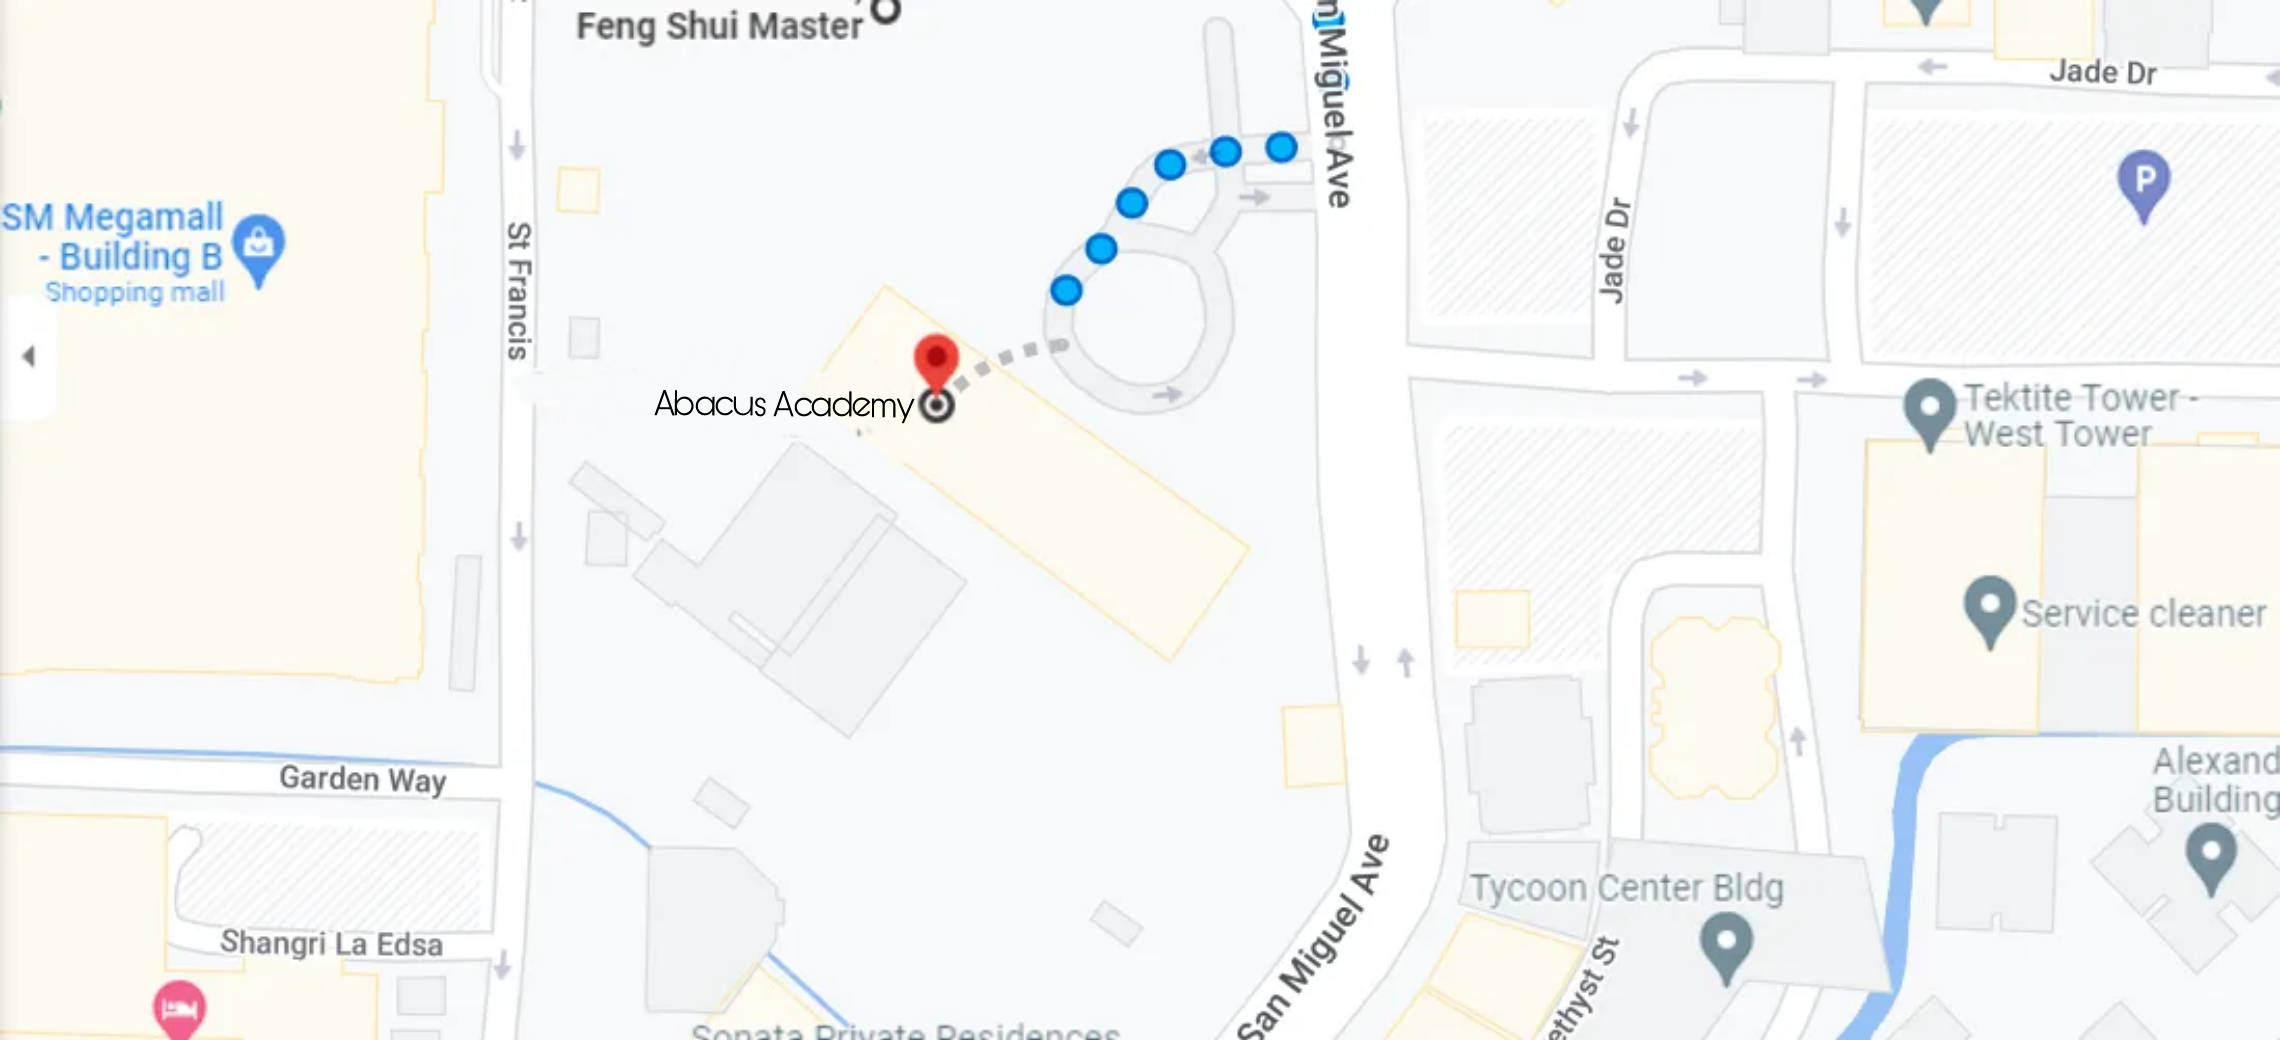 Feng Shui Master
Miguel Ave
Jade Dr
SM Megamall
- Building B
Shopping mall
St Francis
Jade Dr
P
Abacus Academy
Tektite Tower -
West Tower
Service cleaner
Garden Way
Alexand
Building
Tycoon Center Bldg
Shangri La Edsa
San Miguel Ave
ethyst St
Sonata Private Residences